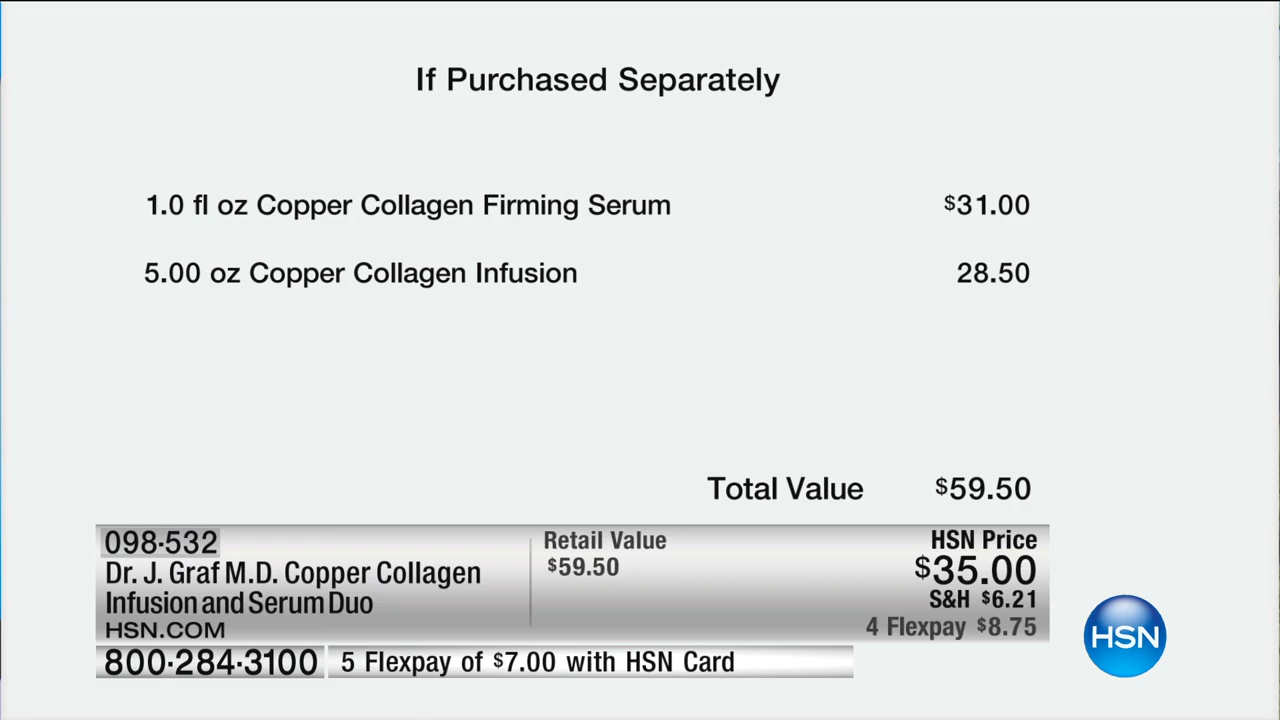 If Purchased Separately
1.0 fl oz Copper Collagen Firming Serum $31.00
5.00 oz Copper Collagen Infusion 28.50
Total Value $59.50
098-532
Dr. J. Graf M.D. Copper Collagen
Infusion and Serum Duo
HSN.COM
Retail Value
$59.50
HSN Price
$35.00
S&H $6.21
4 Flexpay $8.75
800-284-3100
5 Flexpay of $7.00 with HSN Card
HSN